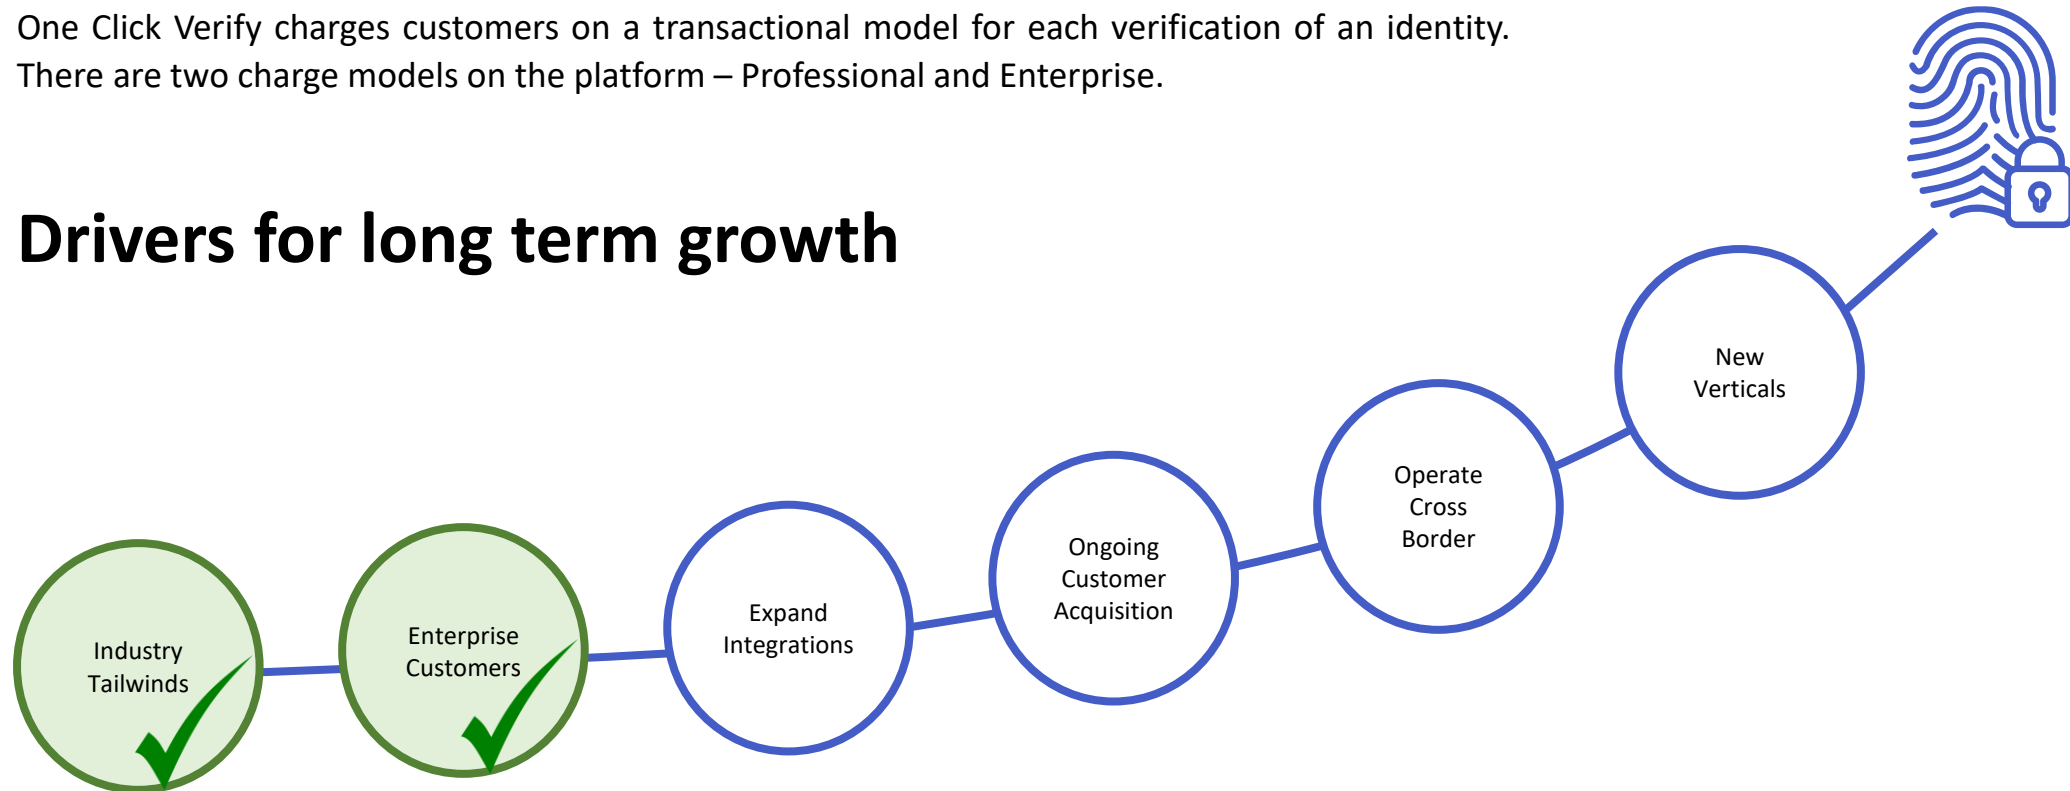 One Click Verify charges customers on a transactional model for each verification of an identity.
There are two charge models on the platform – Professional and Enterprise.
Drivers for long term growth
Industry
Tailwinds
Enterprise
Customers
Expand
Integrations
Ongoing
Customer
Acquisition
Operate
Cross
Border
New
Verticals